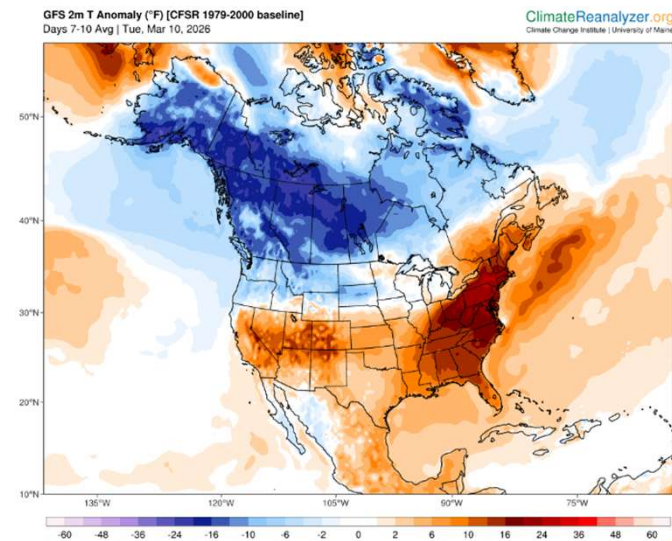 GFS 2m T Anomaly (°F) [CFSR 1979-2000 baseline]
Days 7-10 Avg | Tue, Mar 10, 2026
ClimateReanalyzer.org
Climate Change Institute | University of Maine
50°N
40°N
30°N
20°N
10°N
135°W 120°W 105°W 90°W 75°W
-60 -48 -36 -24 -16 -10 -6 -2 0 2 6 10 16 24 36 48 60